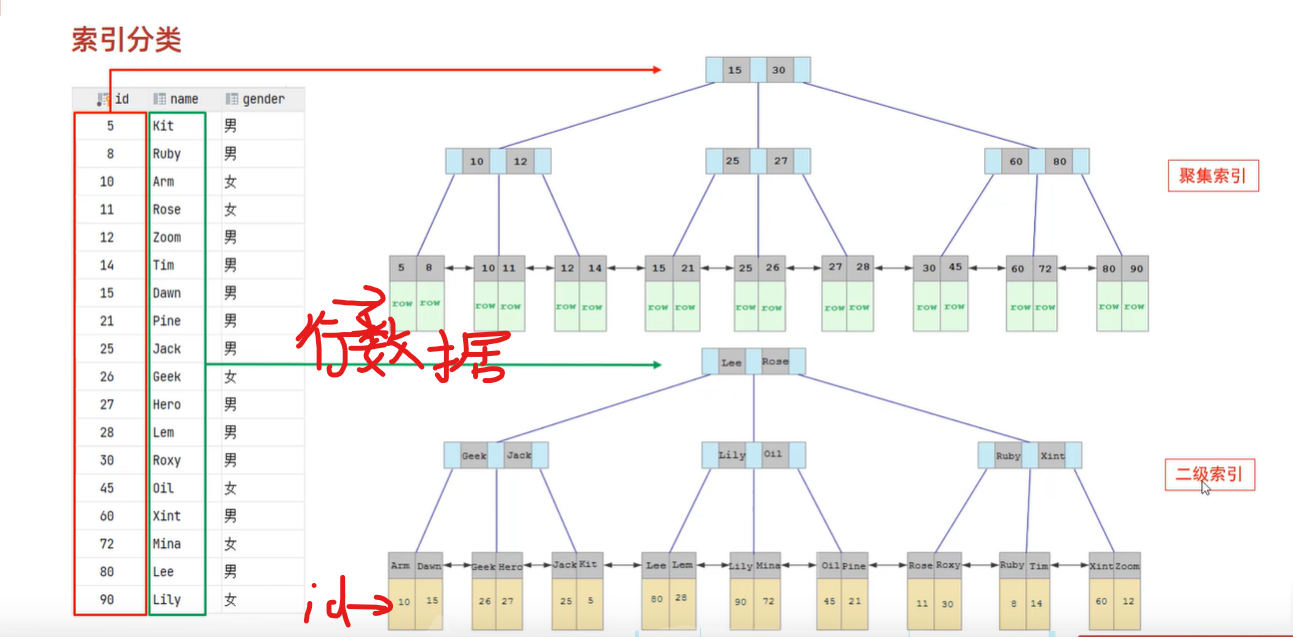 索引分类
id name gender
5 Kit 男
8 Ruby 男
10 Arm 女
11 Rose 女
12 Zoom 男
14 Tim 男
15 Dawn 男
21 Pine 男
25 Jack 男
26 Geek 女
27 Hero 男
28 Lem 男
30 Roxy 男
45 Oil 女
60 Xint 男
72 Mina 女
80 Lee 男
90 Lily 女
15 30
10 12 25 27 60 80
聚集索引
5 8 10 11 12 14 15 21 25 26 27 28 30 45 60 72 80 90
row row row row row row row row row row row row row row row row row row
行数据
Lee Rose
Geek Jack Lily Oil Ruby Xint
二级索引
Arm Dawn Geek Hero Jack Kit Lee Lem Lily Mina Oil Pine Rose Roxy Ruby Tim Xint Zoom
id
10 15 26 27 25 5 80 28 90 72 45 21 11 30 8 14 60 12